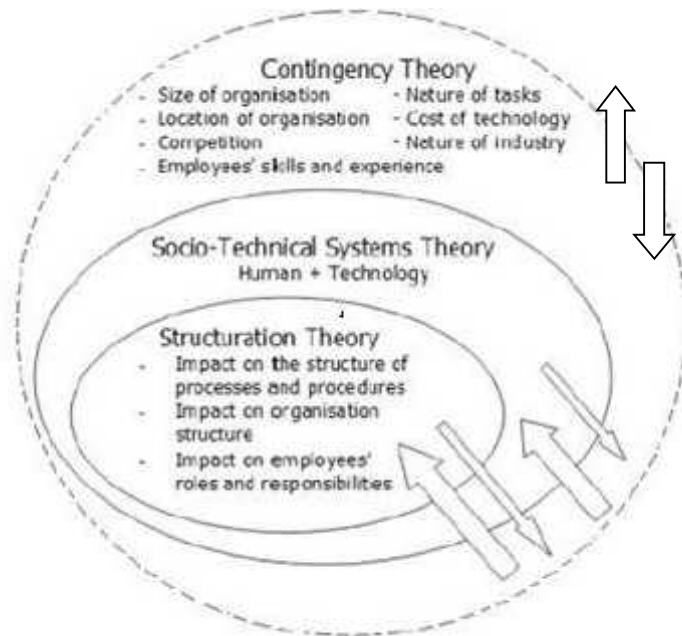 Contingency Theory
- Size of organisation - Nature of tasks
- Location of organisation - Cost of technology
- Competition - Nature of Industry
- Employees' skills and experience
Socio-Technical Systems Theory
Human + Technology
Structuration Theory
- Impact on the structure of
processes and procedures
- Impact on organisation
structure
- Impact on employees'
roles and responsibilities